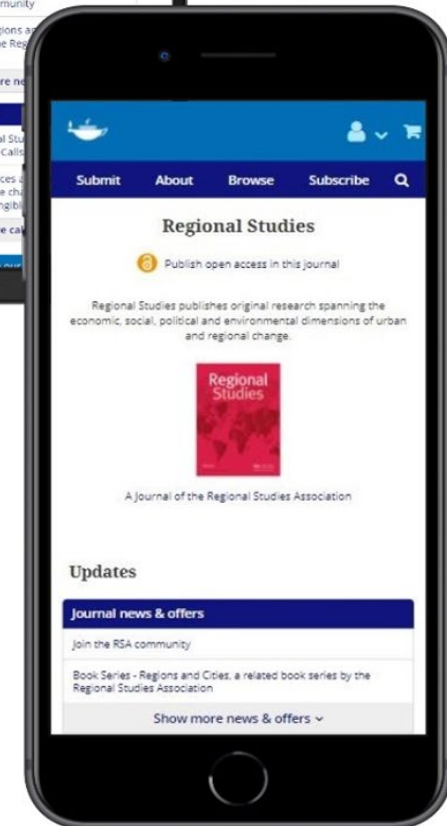 munity
Submit About Browse Subscribe
Regional Studies
Publish open access in this journal
Regional Studies publishes original research spanning the
economic, social, political and environmental dimensions of urban
and regional change.
Regional
Studies
A Journal of the Regional Studies Association
Updates
Journal news & offers
Join the RSA community
Book Series - Regions and Cities, a related book series by the
Regional Studies Association
Show more news & offers